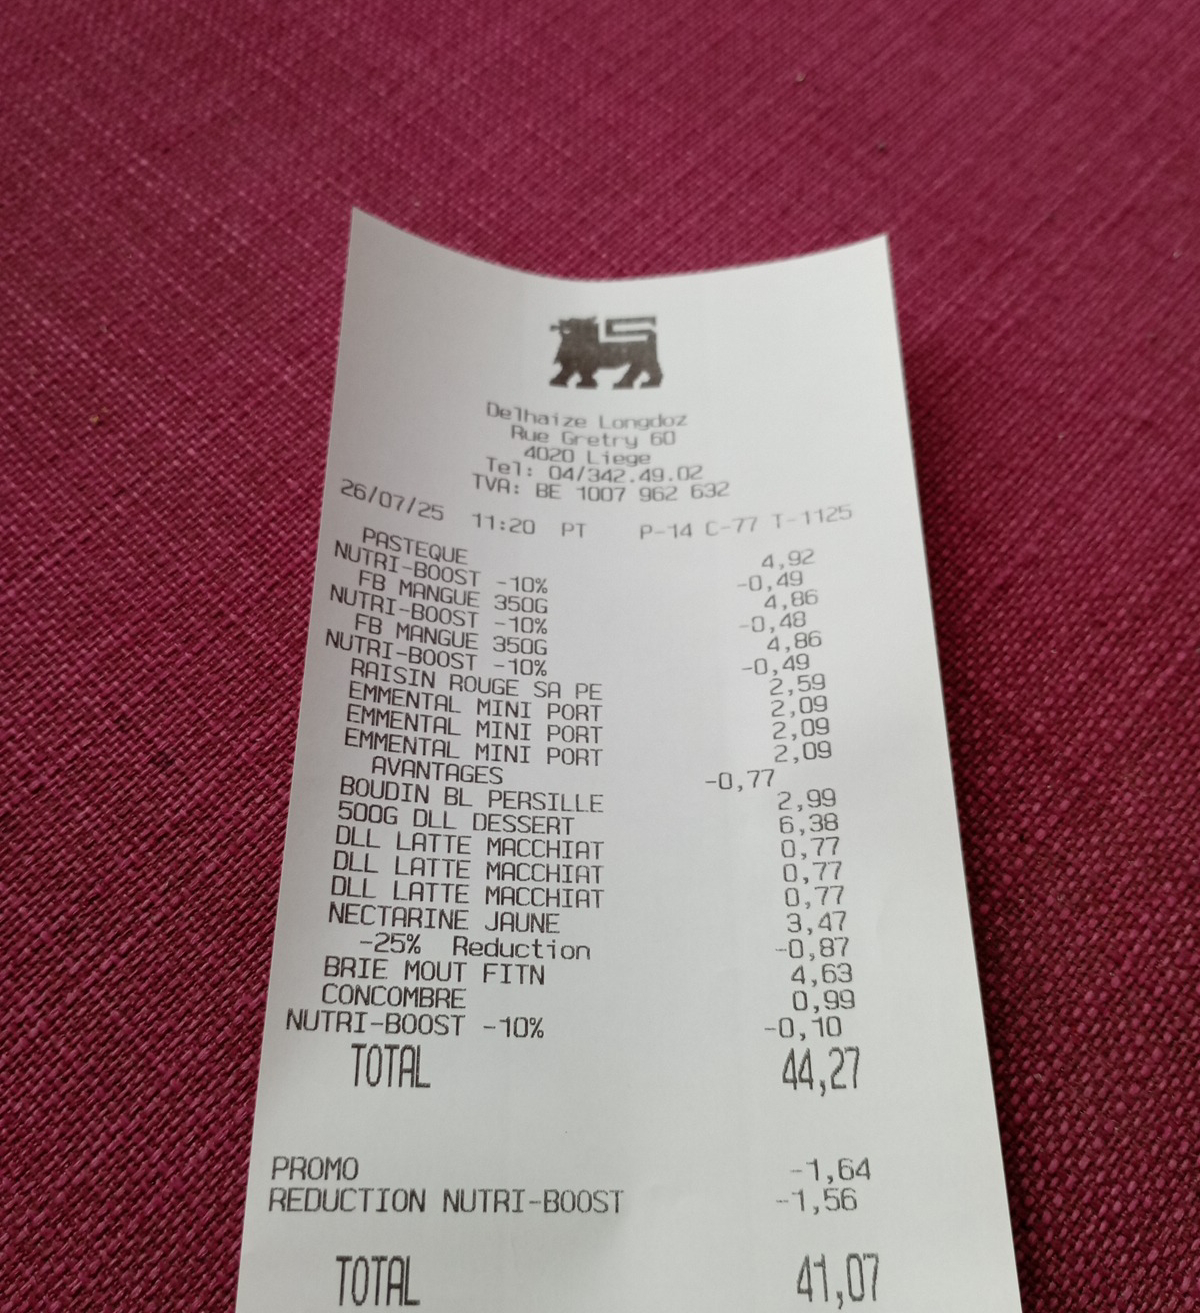 Delhaize Longdoz
Rue Gretry 60
4020 Liege
Tel: 04/342.49.02
TVA: BE 1007 962 632
26/07/25 11:20 PT P-14 C-77 T-1125
PASTEQUE 4,92
NUTRI-BOOST -10% -0,49
FB MANGUE 350G 4,86
NUTRI-BOOST -10% -0,48
FB MANGUE 350G 4,86
NUTRI-BOOST -10% -0,49
RAISIN ROUGE SA PE 2,59
EMMENTAL MINI PORT 2,09
EMMENTAL MINI PORT 2,09
EMMENTAL MINI PORT 2,09
AVANTAGES -0,77
BOUDIN BL PERSILLE 2,99
500G DLL DESSERT 6,38
DLL LATTE MACCHIAT 0,77
DLL LATTE MACCHIAT 0,77
DLL LATTE MACCHIAT 0,77
NECTARINE JAUNE 3,47
-25% Reduction -0,87
BRIE MOUT FITN 4,63
CONCOMBRE 0,99
NUTRI-BOOST -10% -0,10
TOTAL 44,27
PROMO -1,64
REDUCTION NUTRI-BOOST -1,56
TOTAL 41,07